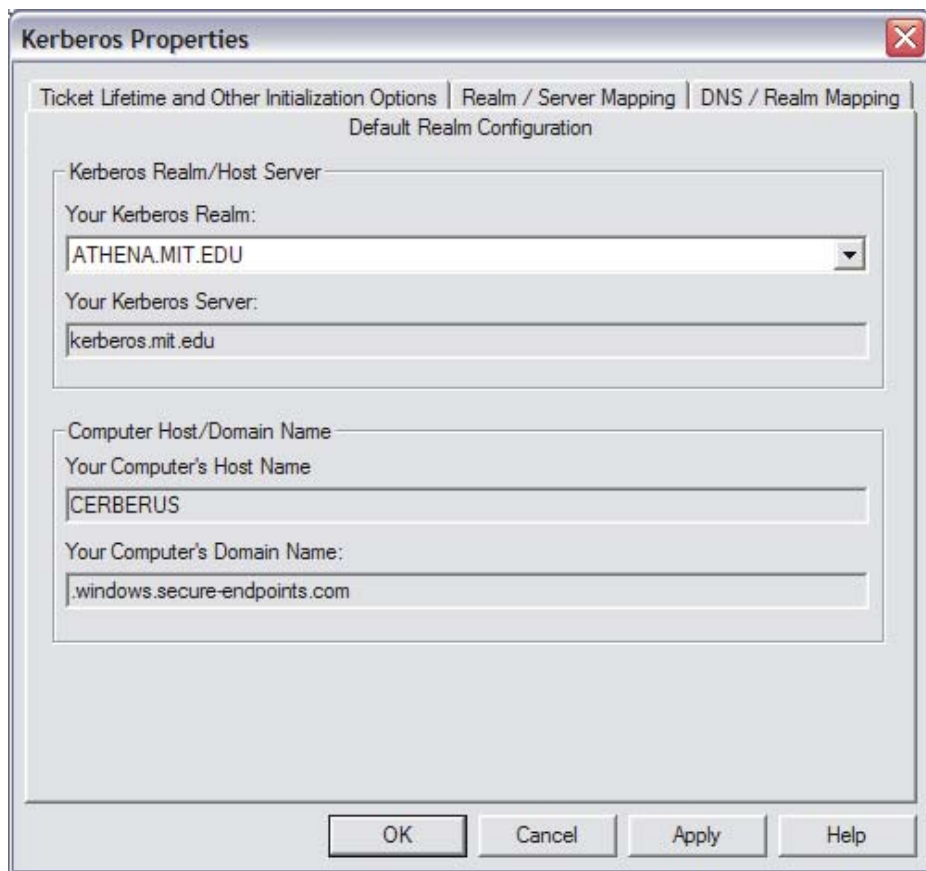 Kerberos Properties
Ticket Lifetime and Other Initialization Options
Realm / Server Mapping
DNS / Realm Mapping
Default Realm Configuration
Kerberos Realm/Host Server
Your Kerberos Realm:
ATHENA.MIT.EDU
Your Kerberos Server:
kerberos.mit.edu
Computer Host/Domain Name
Your Computer's Host Name
CERBERUS
Your Computer's Domain Name:
.windows.secure-endpoints.com
OK
Cancel
Apply
Help